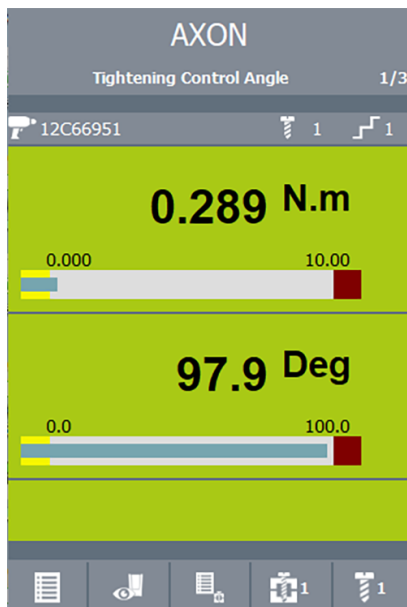 AXON
Tightening Control Angle 1/3
12C66951 1 1
0.289 N.m
0.000 10.00
97.9 Deg
0.0 100.0
1 1